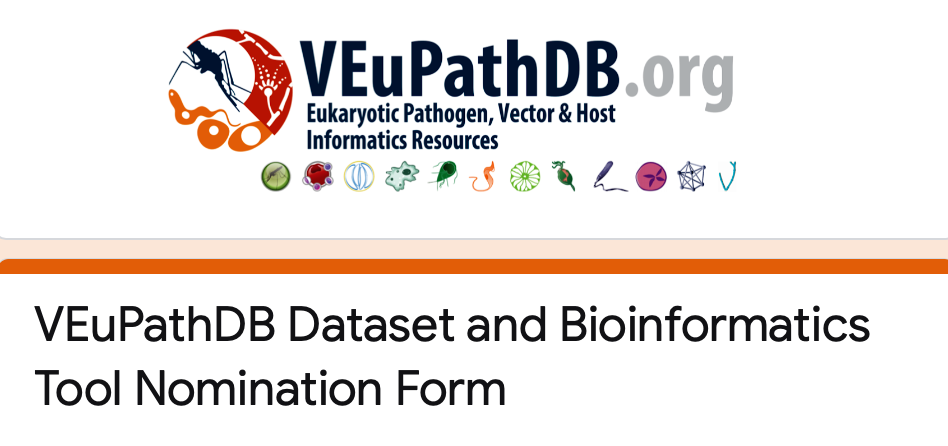 VEuPathDB.org
Eukaryotic Pathogen, Vector & Host
Informatics Resources
VEuPathDB Dataset and Bioinformatics
Tool Nomination Form